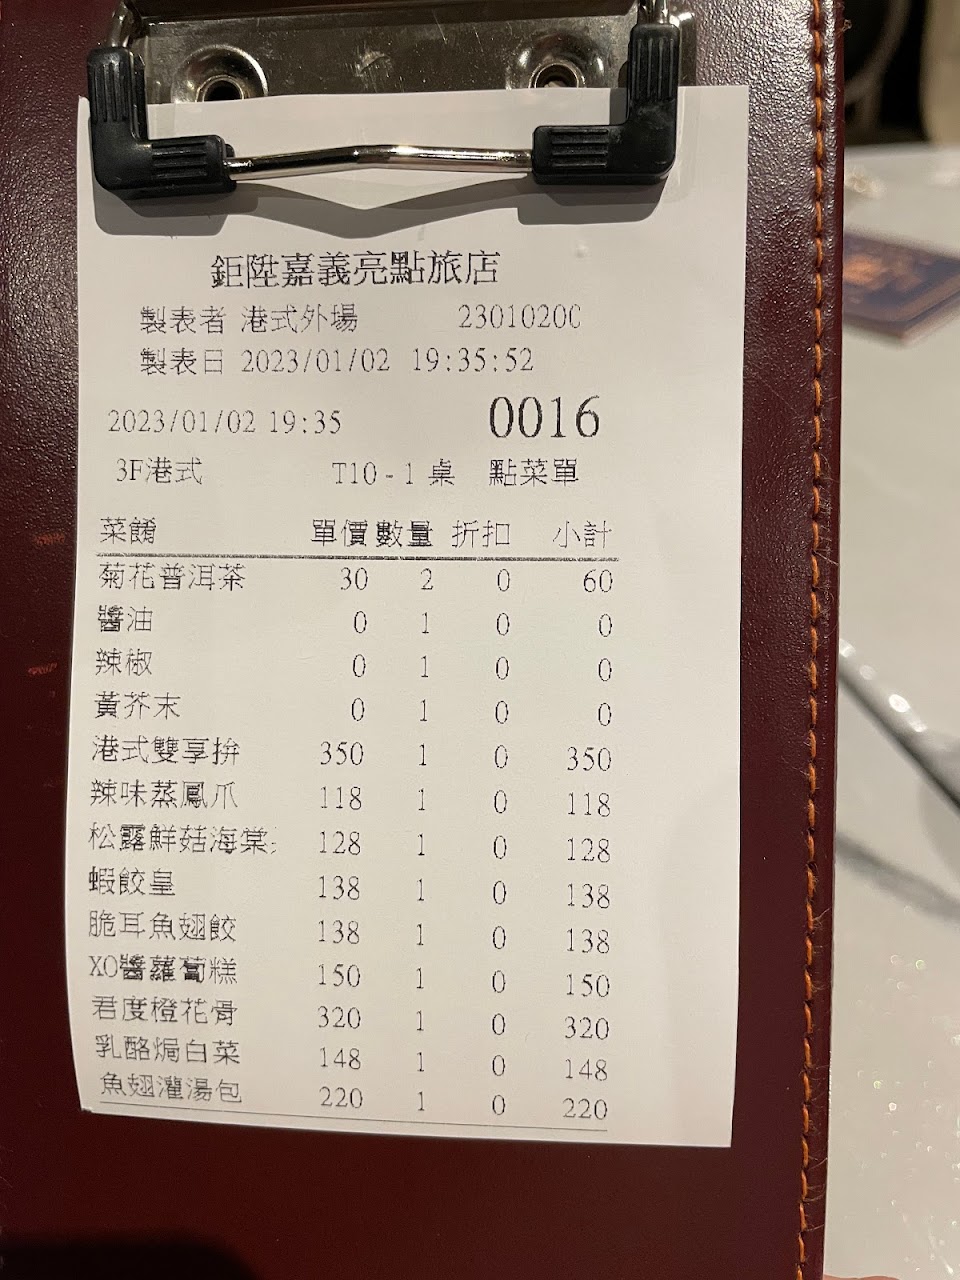 鉅陞嘉義亮點旅店
製表者 港式外場 23010200
製表日 2023/01/02 19:35:52
2023/01/02 19:35 0016
3F港式 T10-1 桌 點菜單
菜餚 單價 數量 折扣 小計
菊花普洱茶 30 2 0 60
醬油 0 1 0 0
辣椒 0 1 0 0
黃芥末 0 1 0 0
港式雙享拚 350 1 0 350
辣味蒸鳳爪 118 1 0 118
松露鮮菇海棠 128 1 0 128
蝦餃皇 138 1 0 138
脆耳魚翅餃 138 1 0 138
XO醬蘿蔔糕 150 1 0 150
君度橙花骨 320 1 0 320
乳酪焗白菜 148 1 0 148
魚翅灌湯包 220 1 0 220